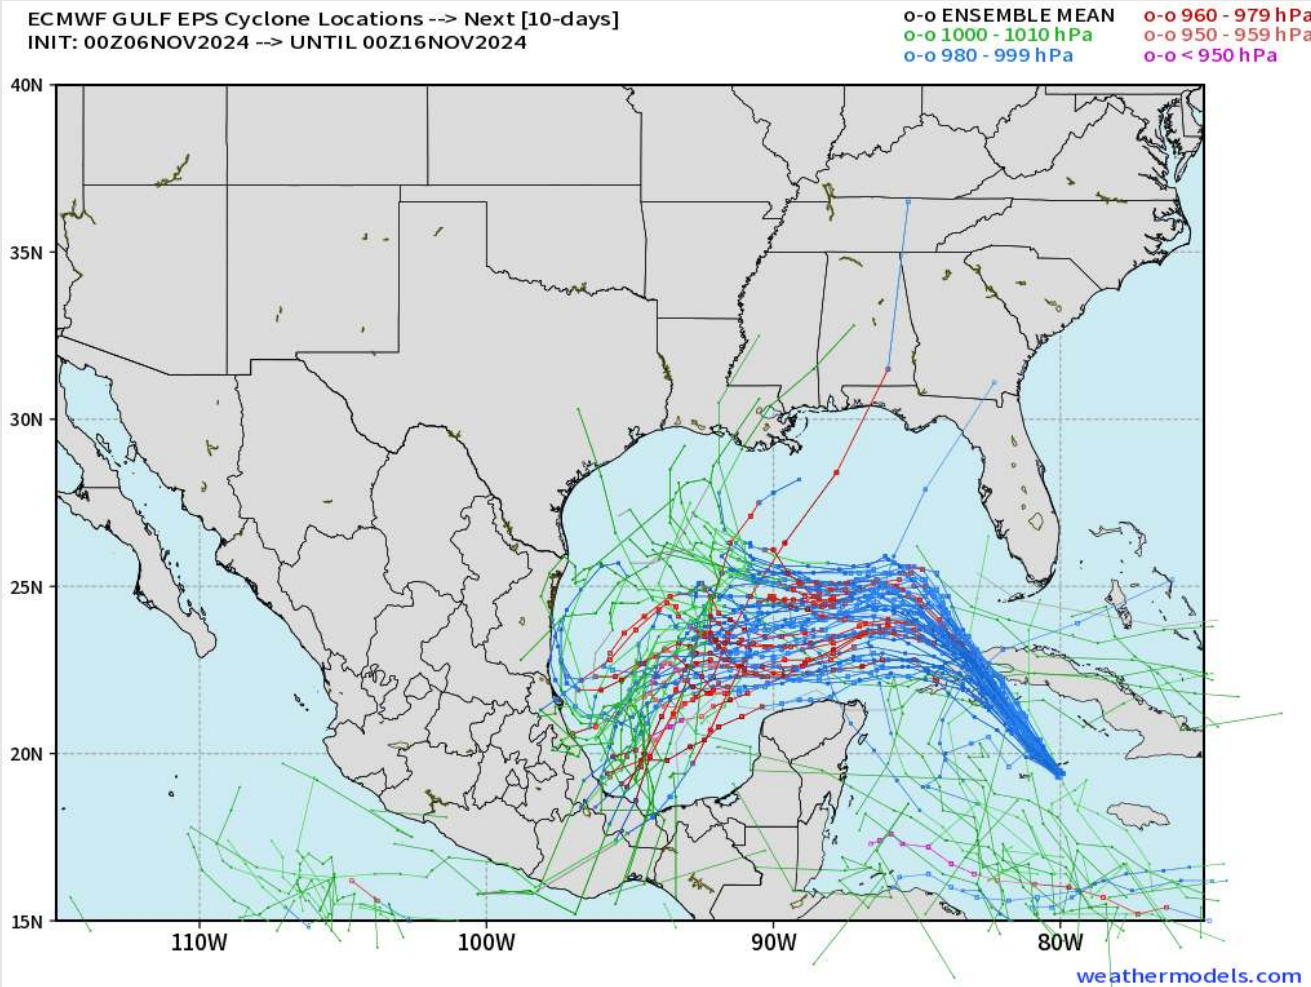 ECMWF GULF EPS Cyclone Locations --> Next [10-days]
INIT: 00Z06NOV2024 --> UNTIL 00Z16NOV2024
o-o ENSEMBLE MEAN
o-o 960 - 979 hPa
o-o 1000 - 1010 hPa
o-o 950 - 959 hPa
o-o 980 - 999 hPa
o-o < 950 hPa
40N
35N
30N
25N
20N
15N
110W
100W
90W
80W
weathermodels.com